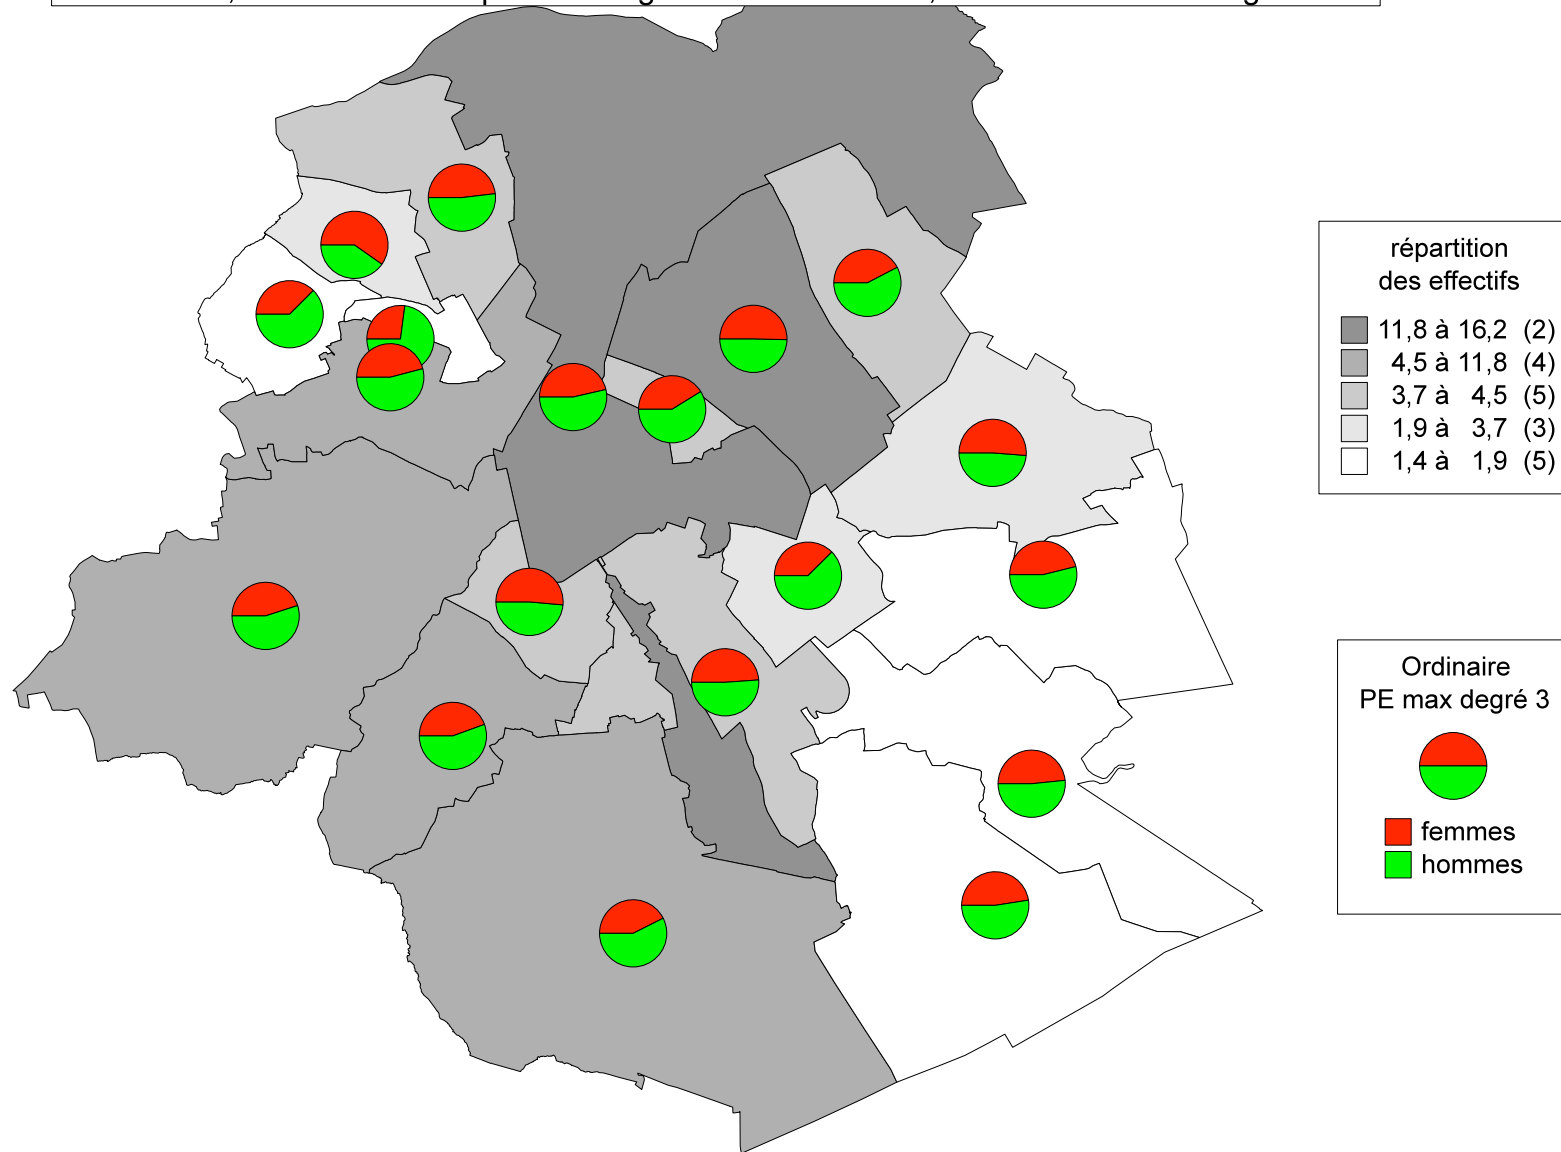 répartition
des effectifs
11,8 à 16,2 (2)
4,5 à 11,8 (4)
3,7 à 4,5 (5)
1,9 à 3,7 (3)
1,4 à 1,9 (5)
Ordinaire
PE max degré 3
femmes
hommes